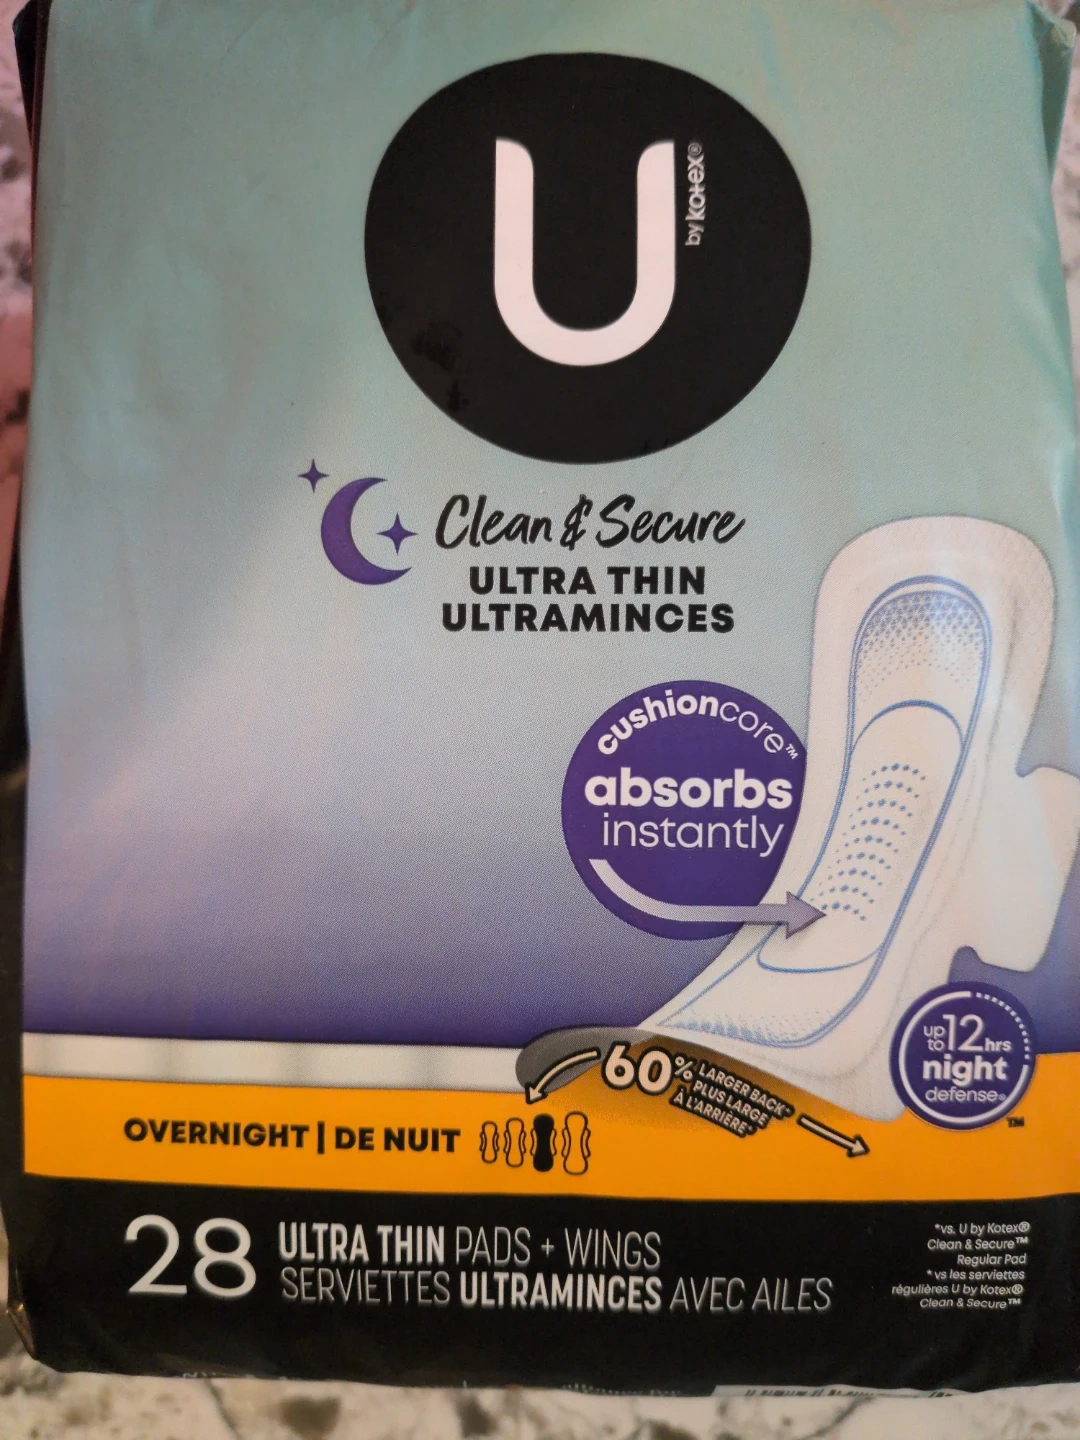 U
by Kotex®
Clean & Secure
ULTRA THIN
ULTRAMINCES
cushioncore™
absorbs
instantly
60% LARGER BACK*
PLUS LARGE
À L'ARRIÈRE*
up to 12 hrs
night
defense®
™
OVERNIGHT | DE NUIT
28 ULTRA THIN PADS + WINGS
SERVIETTES ULTRAMINCES AVEC AILES
*vs. U by Kotex®
Clean & Secure™
Regular Pad
* vs les serviettes
régulières U by Kotex®
Clean & Secure™